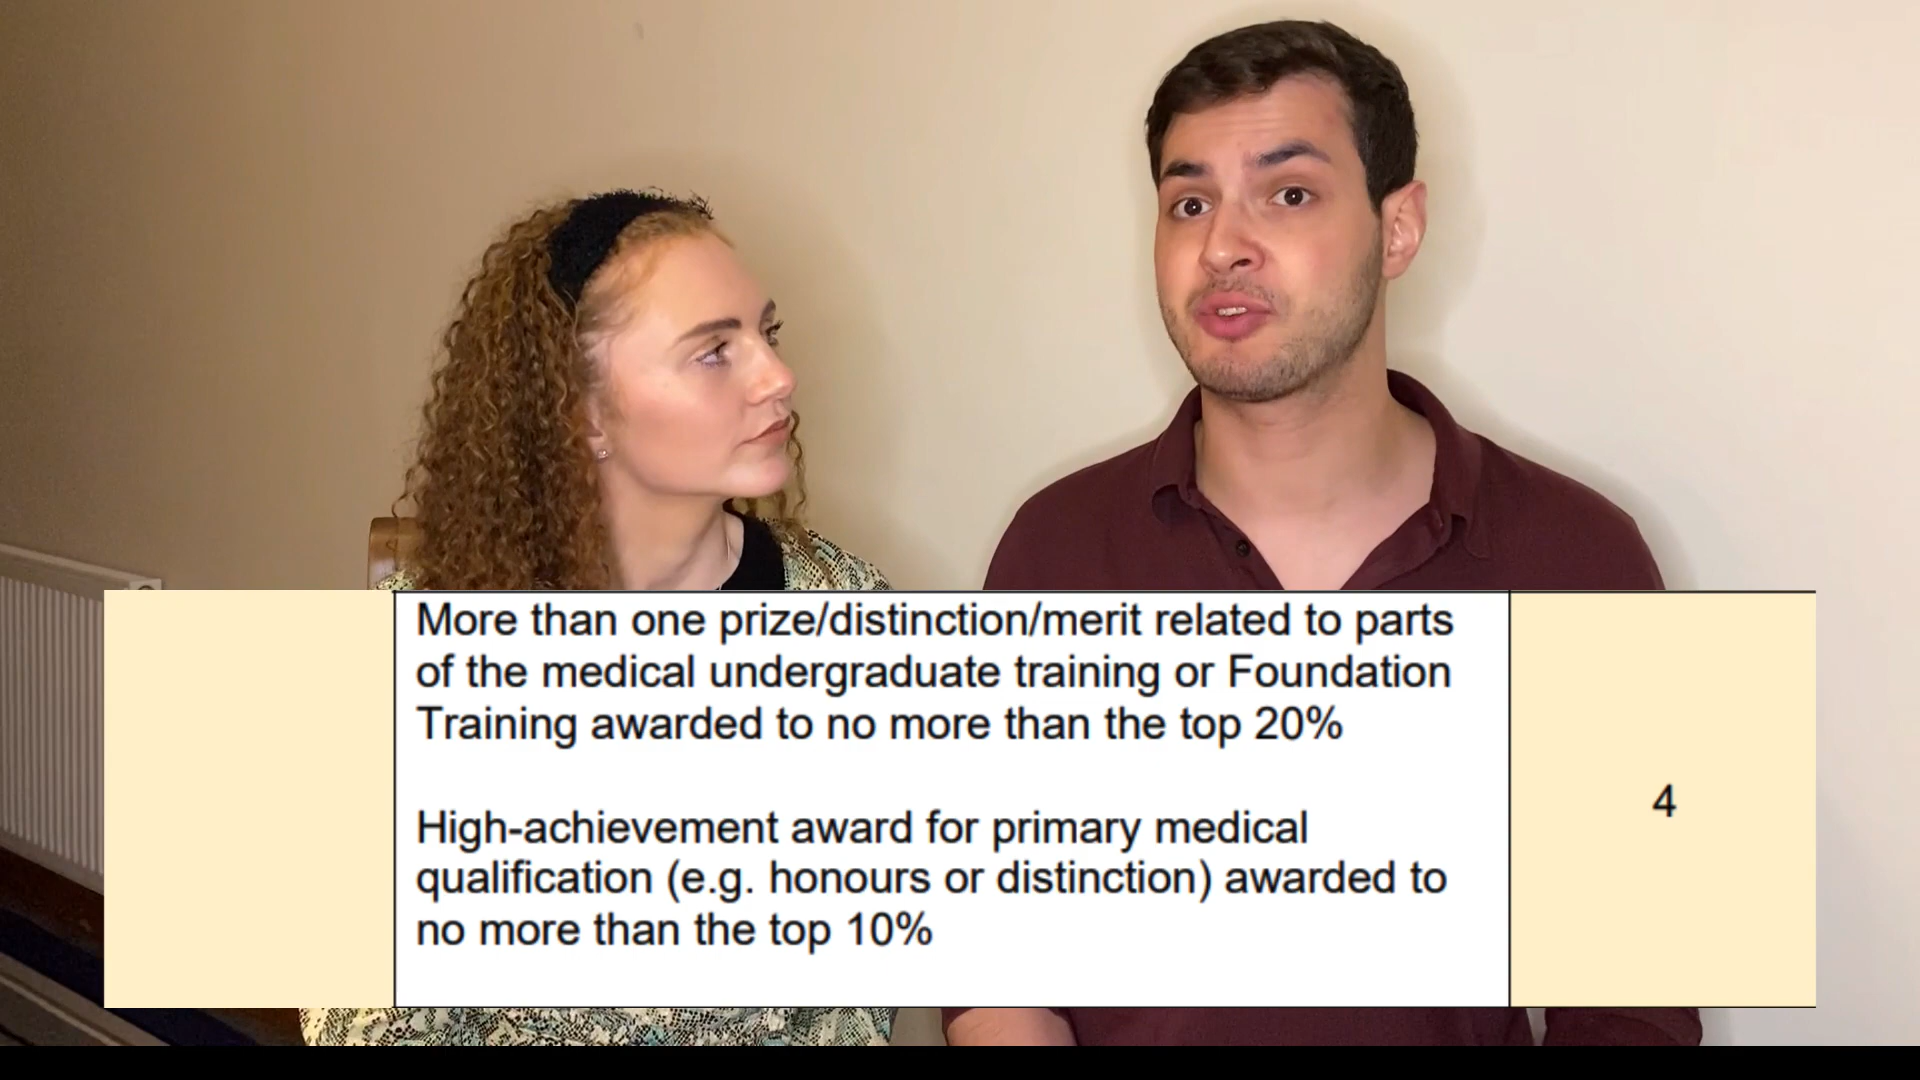 More than one prize/distinction/merit related to parts
of the medical undergraduate training or Foundation
Training awarded to no more than the top 20%
High-achievement award for primary medical
qualification (e.g. honours or distinction) awarded to
no more than the top 10%
4